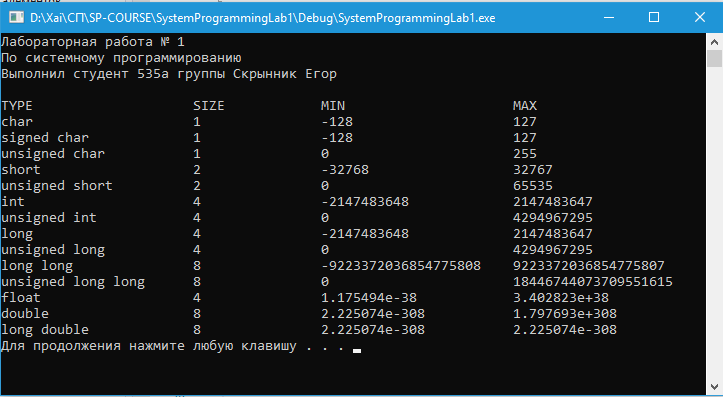 D:\Xai\СП\SP-COURSE\SystemProgrammingLab1\Debug\SystemProgrammingLab1.exe
Лабораторная работа № 1
По системному программированию
Выполнил студент 535а группы Скрынник Егор
TYPE SIZE MIN MAX
char 1 -128 127
signed char 1 -128 127
unsigned char 1 0 255
short 2 -32768 32767
unsigned short 2 0 65535
int 4 -2147483648 2147483647
unsigned int 4 0 4294967295
long 4 -2147483648 2147483647
unsigned long 4 0 4294967295
long long 8 -9223372036854775808 9223372036854775807
unsigned long long 8 0 18446744073709551615
float 4 1.175494e-38 3.402823e+38
double 8 2.225074e-308 1.797693e+308
long double 8 2.225074e-308 2.225074e-308
Для продолжения нажмите любую клавишу . . .